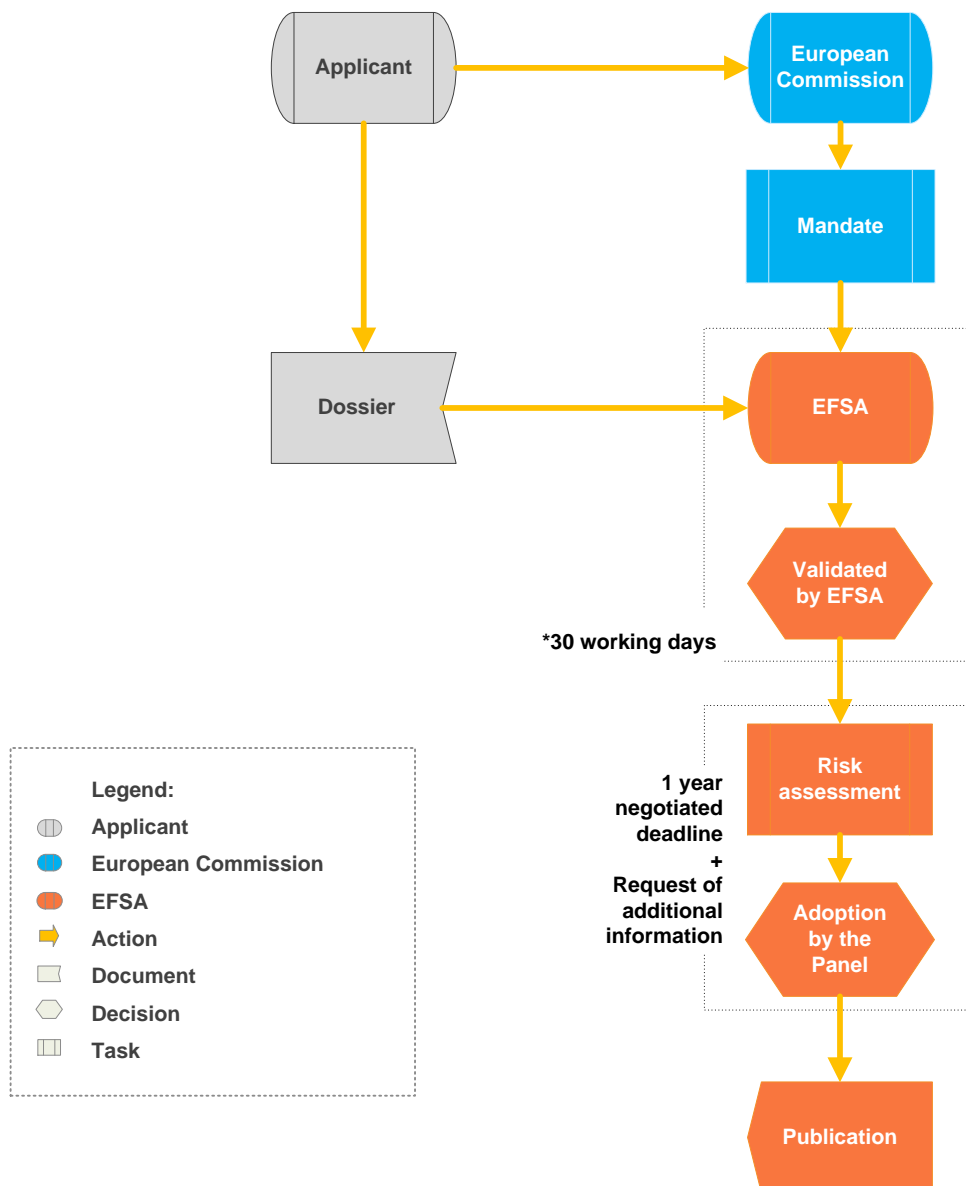 Applicant
European
Commission
Mandate
Dossier
EFSA
Validated
by EFSA
*30 working days
Risk
assessment
1 year
negotiated
deadline
+
Request of
additional
information
Adoption
by the
Panel
Publication
Legend:
Applicant
European Commission
EFSA
Action
Document
Decision
Task